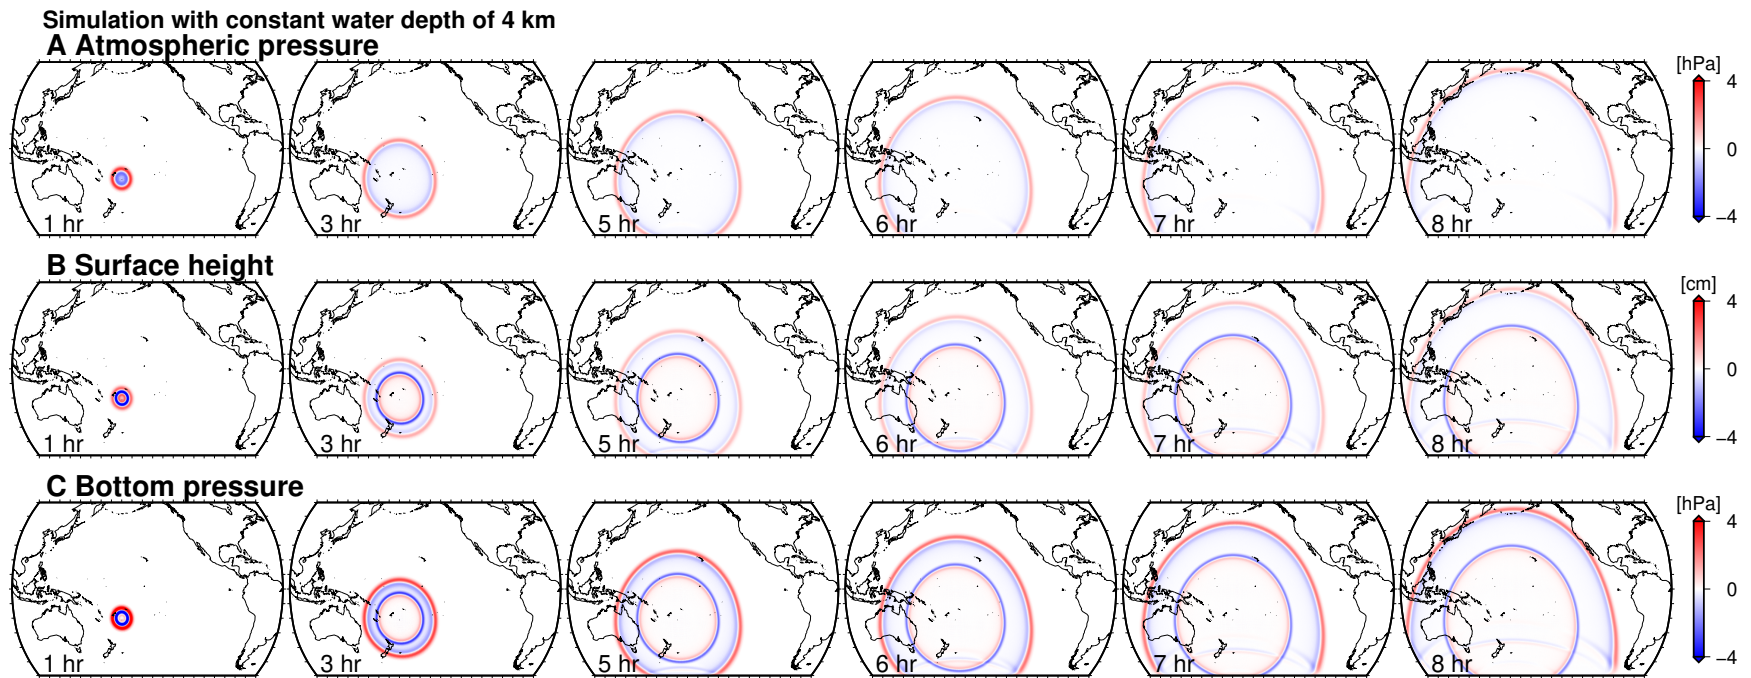 Simulation with constant water depth of 4 km
A Atmospheric pressure
[hPa]
4
0
−4
1 hr
3 hr
5 hr
6 hr
7 hr
8 hr
B Surface height
[cm]
4
0
−4
1 hr
3 hr
5 hr
6 hr
7 hr
8 hr
C Bottom pressure
[hPa]
4
0
−4
1 hr
3 hr
5 hr
6 hr
7 hr
8 hr